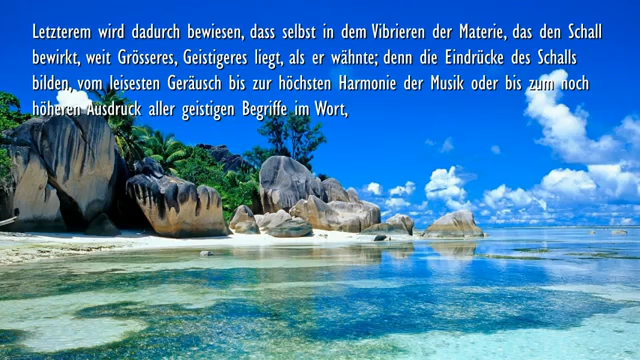 Letzterem wird dadurch bewiesen, dass selbst in dem Vibrieren der Materie, das den Schall
bewirkt, weit Grösseres, Geistigeres liegt, als er wähnte; denn die Eindrücke des Schalls
bilden, vom leisesten Geräusch bis zur höchsten Harmonie der Musik oder bis zum noch
höheren Ausdruck aller geistigen Begriffe im Wort,